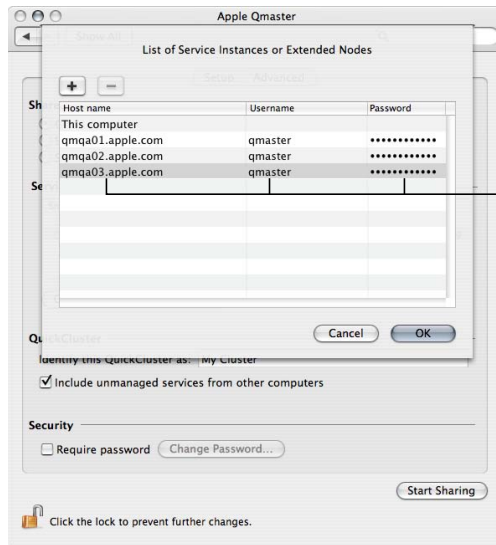 Apple Qmaster
Show All
List of Service Instances or Extended Nodes
Setup Advanced
Host name Username Password
This computer
qmqa01.apple.com qmaster ••••••••••••
qmqa02.apple.com qmaster ••••••••••••
qmqa03.apple.com qmaster ••••••••••••
Cancel OK
Identify this QuickCluster as: My Cluster
Include unmanaged services from other computers
Security
Require password Change Password...
Start Sharing
Click the lock to prevent further changes.